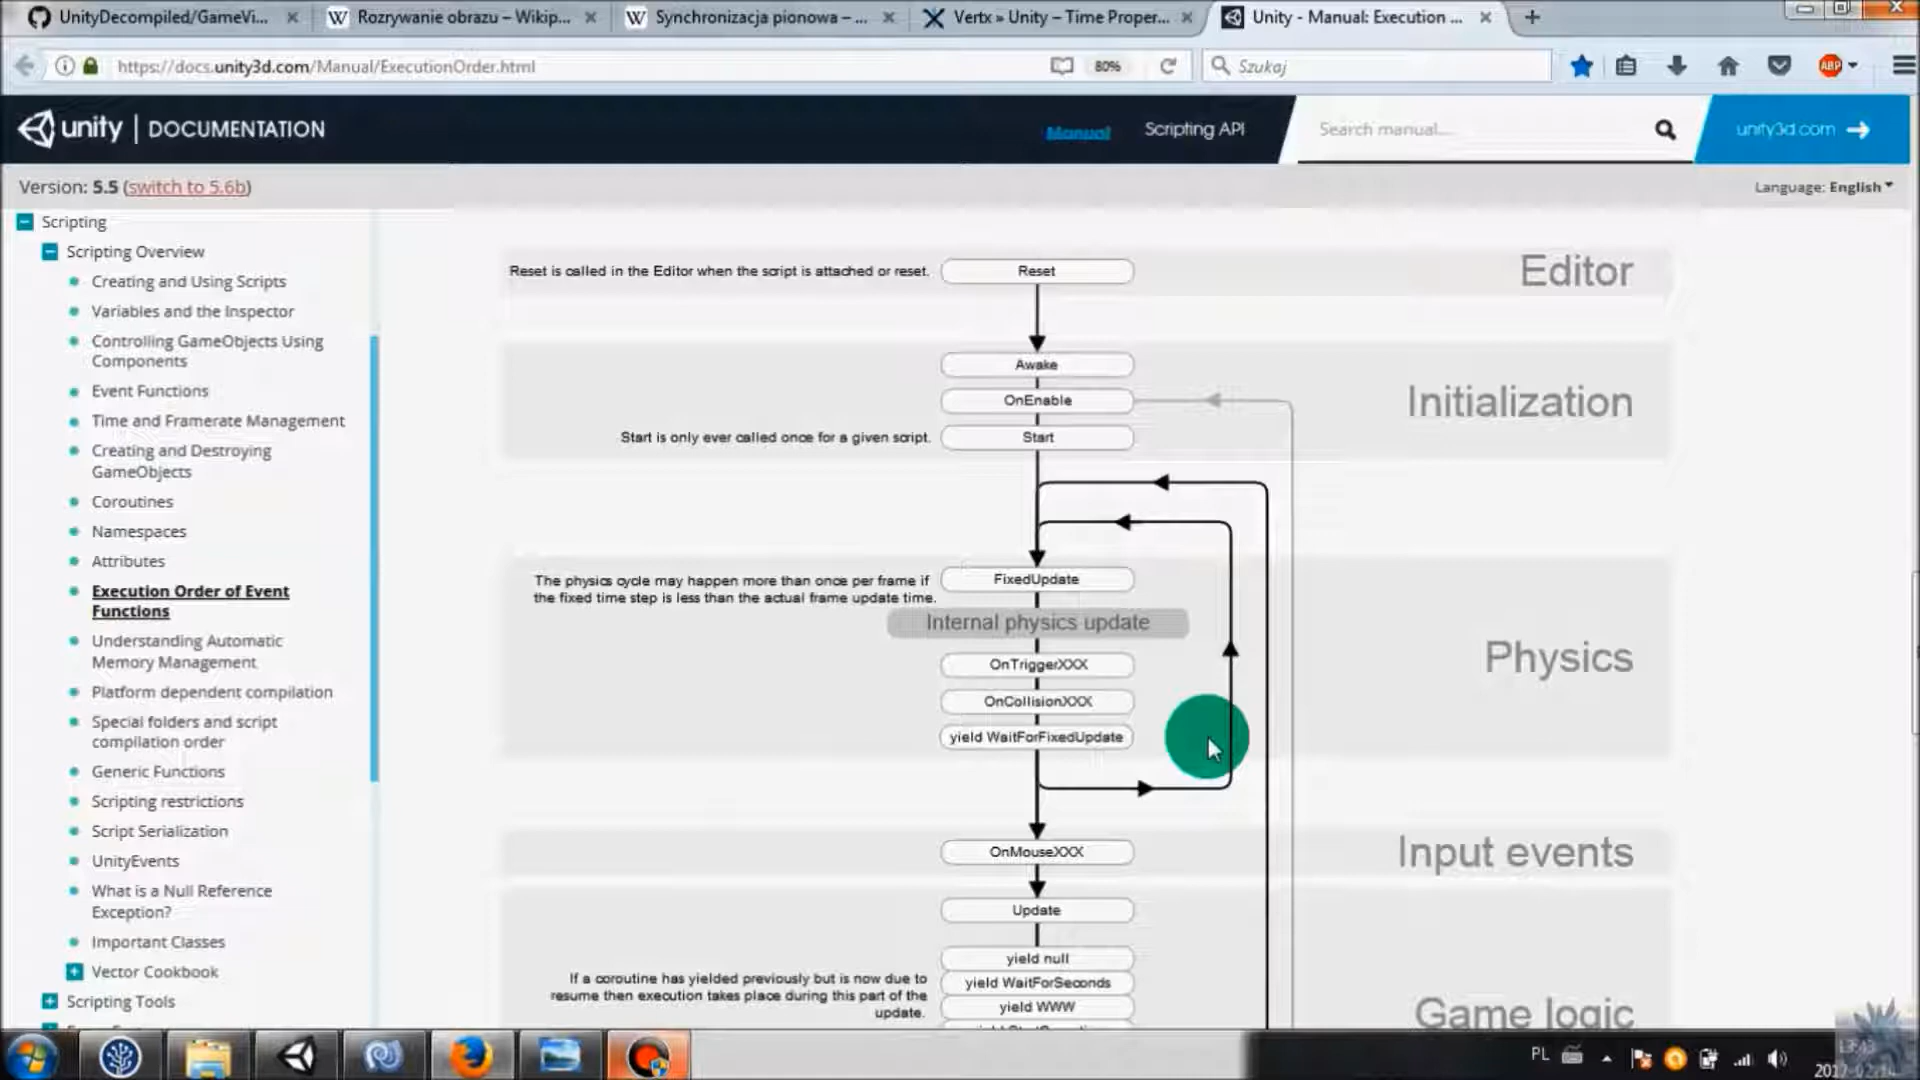 UnityDecompiled/GameVi...
Rozrywanie obrazu – Wikip...
Synchronizacja pionowa – ...
Vertx » Unity – Time Proper...
Unity - Manual: Execution ...
https://docs.unity3d.com/Manual/ExecutionOrder.html
80%
Szukaj
ABP
unity | DOCUMENTATION
Manual
Scripting API
Search manual...
unity3d.com
Version: 5.5 (switch to 5.6b)
Language: English
Scripting
Scripting Overview
Creating and Using Scripts
Variables and the Inspector
Controlling GameObjects Using
Components
Event Functions
Time and Framerate Management
Creating and Destroying
GameObjects
Coroutines
Namespaces
Attributes
Execution Order of Event
Functions
Understanding Automatic
Memory Management
Platform dependent compilation
Special folders and script
compilation order
Generic Functions
Scripting restrictions
Script Serialization
UnityEvents
What is a Null Reference
Exception?
Important Classes
Vector Cookbook
Scripting Tools
Reset is called in the Editor when the script is attached or reset.
Reset
Editor
Awake
OnEnable
Initialization
Start is only ever called once for a given script.
Start
The physics cycle may happen more than once per frame if
the fixed time step is less than the actual frame update time.
FixedUpdate
Internal physics update
OnTriggerXXX
Physics
OnCollisionXXX
yield WaitForFixedUpdate
OnMouseXXX
Input events
Update
yield null
If a coroutine has yielded previously but is now due to
resume then execution takes place during this part of the
update.
yield WaitForSeconds
yield WWW
Game logic
PL
13:43